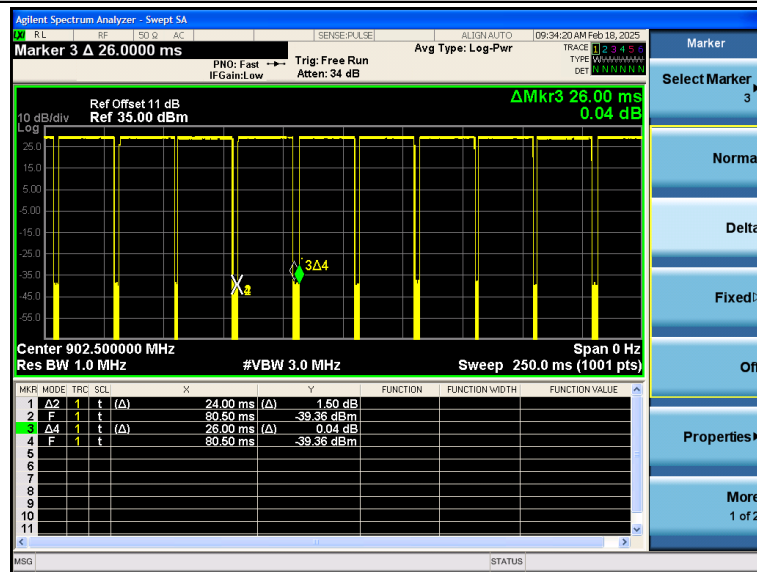 Agilent Spectrum Analyzer - Swept SA
LXI RL RF 50 Ω AC SENSE:PULSE ALIGN AUTO 09:34:20 AM Feb 18, 2025
Marker 3 Δ 26.0000 ms
PNO: Fast
IFGain:Low
Trig: Free Run
Atten: 34 dB
Avg Type: Log-Pwr
TRACE 1 2 3 4 5 6
TYPE
DET N N N N N N
Ref Offset 11 dB
Ref 35.00 dBm
10 dB/div
Log
ΔMkr3 26.00 ms
0.04 dB
25.0
15.0
5.00
-5.00
-15.0
-25.0
-35.0
-45.0
-55.0
3Δ4
Center 902.500000 MHz
Span 0 Hz
Res BW 1.0 MHz #VBW 3.0 MHz Sweep 250.0 ms (1001 pts)
MKR MODE TRC SCL X Y FUNCTION FUNCTION WIDTH FUNCTION VALUE
1 Δ2 1 t (Δ) 24.00 ms (Δ) 1.50 dB
2 F 1 t 80.50 ms -39.36 dBm
3 Δ4 1 t (Δ) 26.00 ms (Δ) 0.04 dB
4 F 1 t 80.50 ms -39.36 dBm
5
6
7
8
9
10
11
MSG STATUS
Marker
Select Marker
3
Norma
Delta
Fixed
Off
Properties
More
1 of 2